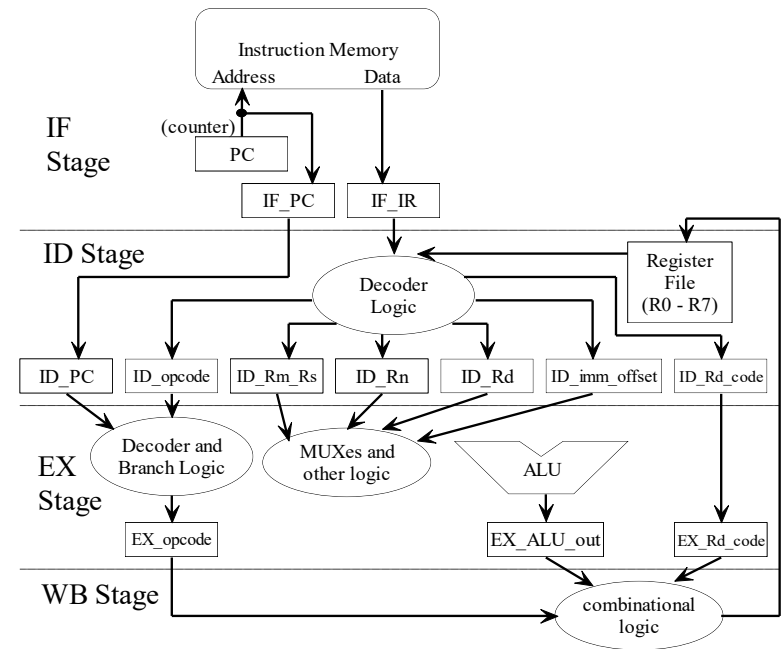 Instruction Memory
Address Data
(counter)
PC
IF
Stage
IF_PC
IF_IR
ID Stage
Register
File
(R0 - R7)
Decoder
Logic
ID_PC
ID_opcode
ID_Rm_Rs
ID_Rn
ID_Rd
ID_imm_offset
ID_Rd_code
Decoder and
Branch Logic
MUXes and
other logic
ALU
EX
Stage
EX_opcode
EX_ALU_out
EX_Rd_code
WB Stage
combinational
logic